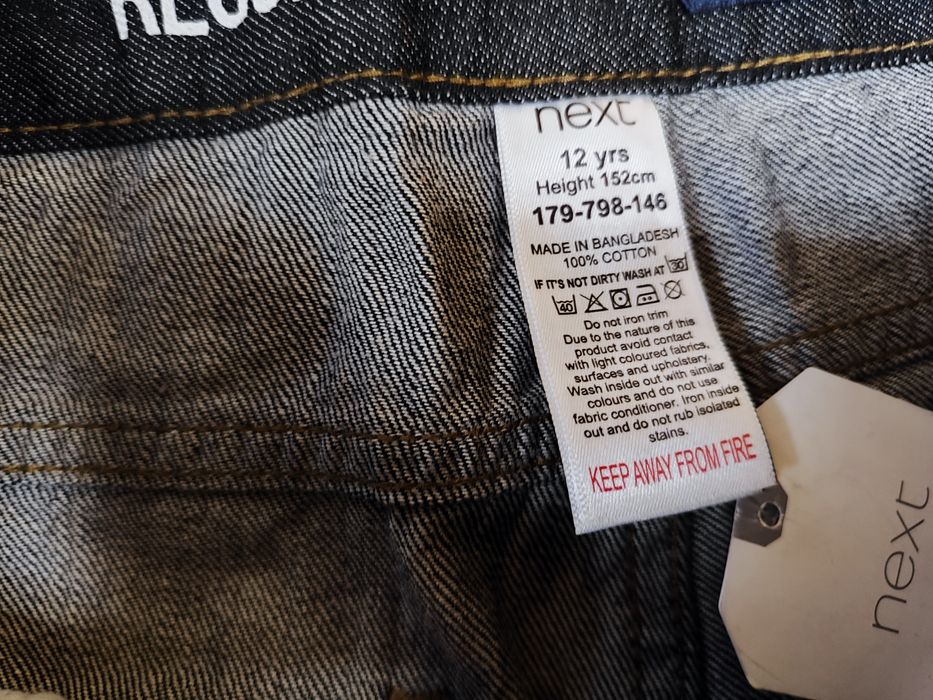 next
12 yrs
Height 152cm
179-798-146
MADE IN BANGLADESH
100% COTTON
IF IT'S NOT DIRTY WASH AT 30
40
Do not iron trim
Due to the nature of this
product avoid contact
with light coloured fabrics,
surfaces and upholstery.
Wash inside out with similar
colours and do not use
fabric conditioner. Iron inside
out and do not rub isolated
stains.
KEEP AWAY FROM FIRE
next